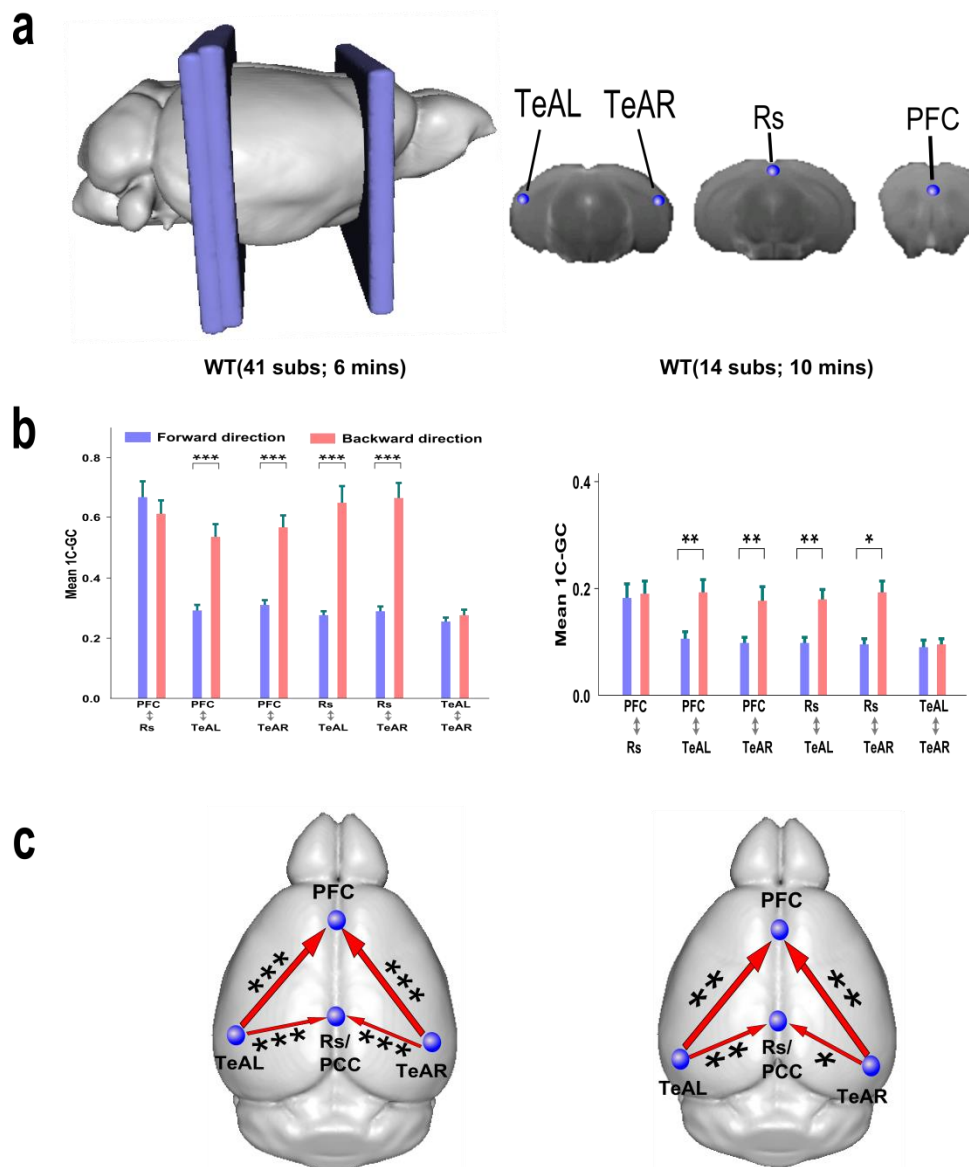 a
TeAL TeAR Rs PFC
WT(41 subs; 6 mins)
WT(14 subs; 10 mins)
b
Forward direction Backward direction
Mean 1C-GC
0.8
0.6
0.4
0.2
0.0
*** *** *** ***
PFC PFC PFC Rs Rs TeAL
Rs TeAL TeAR TeAL TeAR TeAR
Mean 1C-GC
0.4
0.2
0.0
** ** ** *
PFC PFC PFC Rs Rs TeAL
Rs TeAL TeAR TeAL TeAR TeAR
c
PFC
*** ***
*** ***
TeAL Rs/ TeAR
PCC
PFC
** **
** *
TeAL Rs/ TeAR
PCC